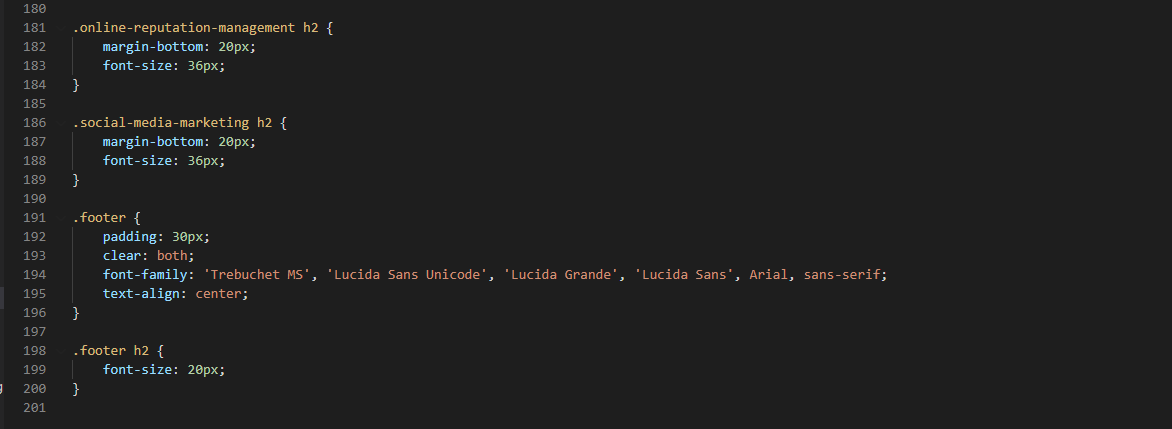 180
181 .online-reputation-management h2 {
182     margin-bottom: 20px;
183     font-size: 36px;
184 }
185
186 .social-media-marketing h2 {
187     margin-bottom: 20px;
188     font-size: 36px;
189 }
190
191 .footer {
192     padding: 30px;
193     clear: both;
194     font-family: 'Trebuchet MS', 'Lucida Sans Unicode', 'Lucida Grande', 'Lucida Sans', Arial, sans-serif;
195     text-align: center;
196 }
197
198 .footer h2 {
199     font-size: 20px;
200 }
201